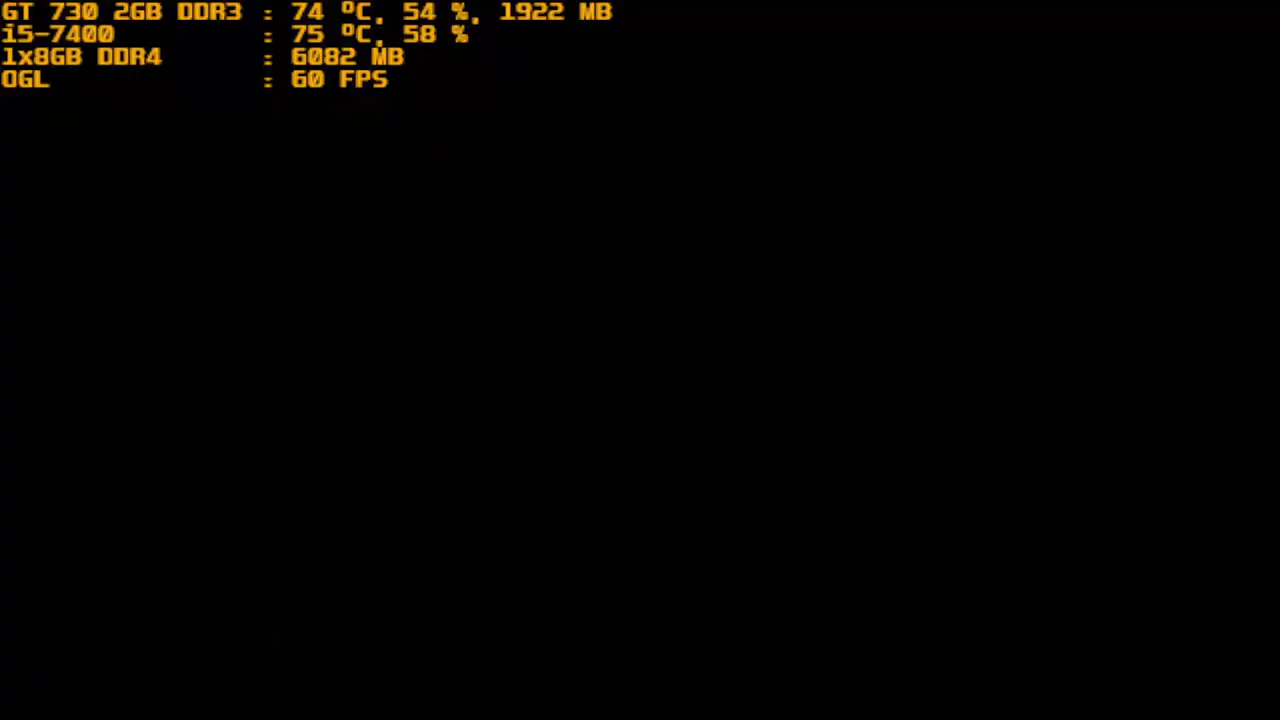 GT 730 2GB DDR3 : 74 ºC, 54 %, 1922 MB
i5-7400 : 75 ºC, 58 %
1x8GB DDR4 : 6082 MB
OGL : 60 FPS